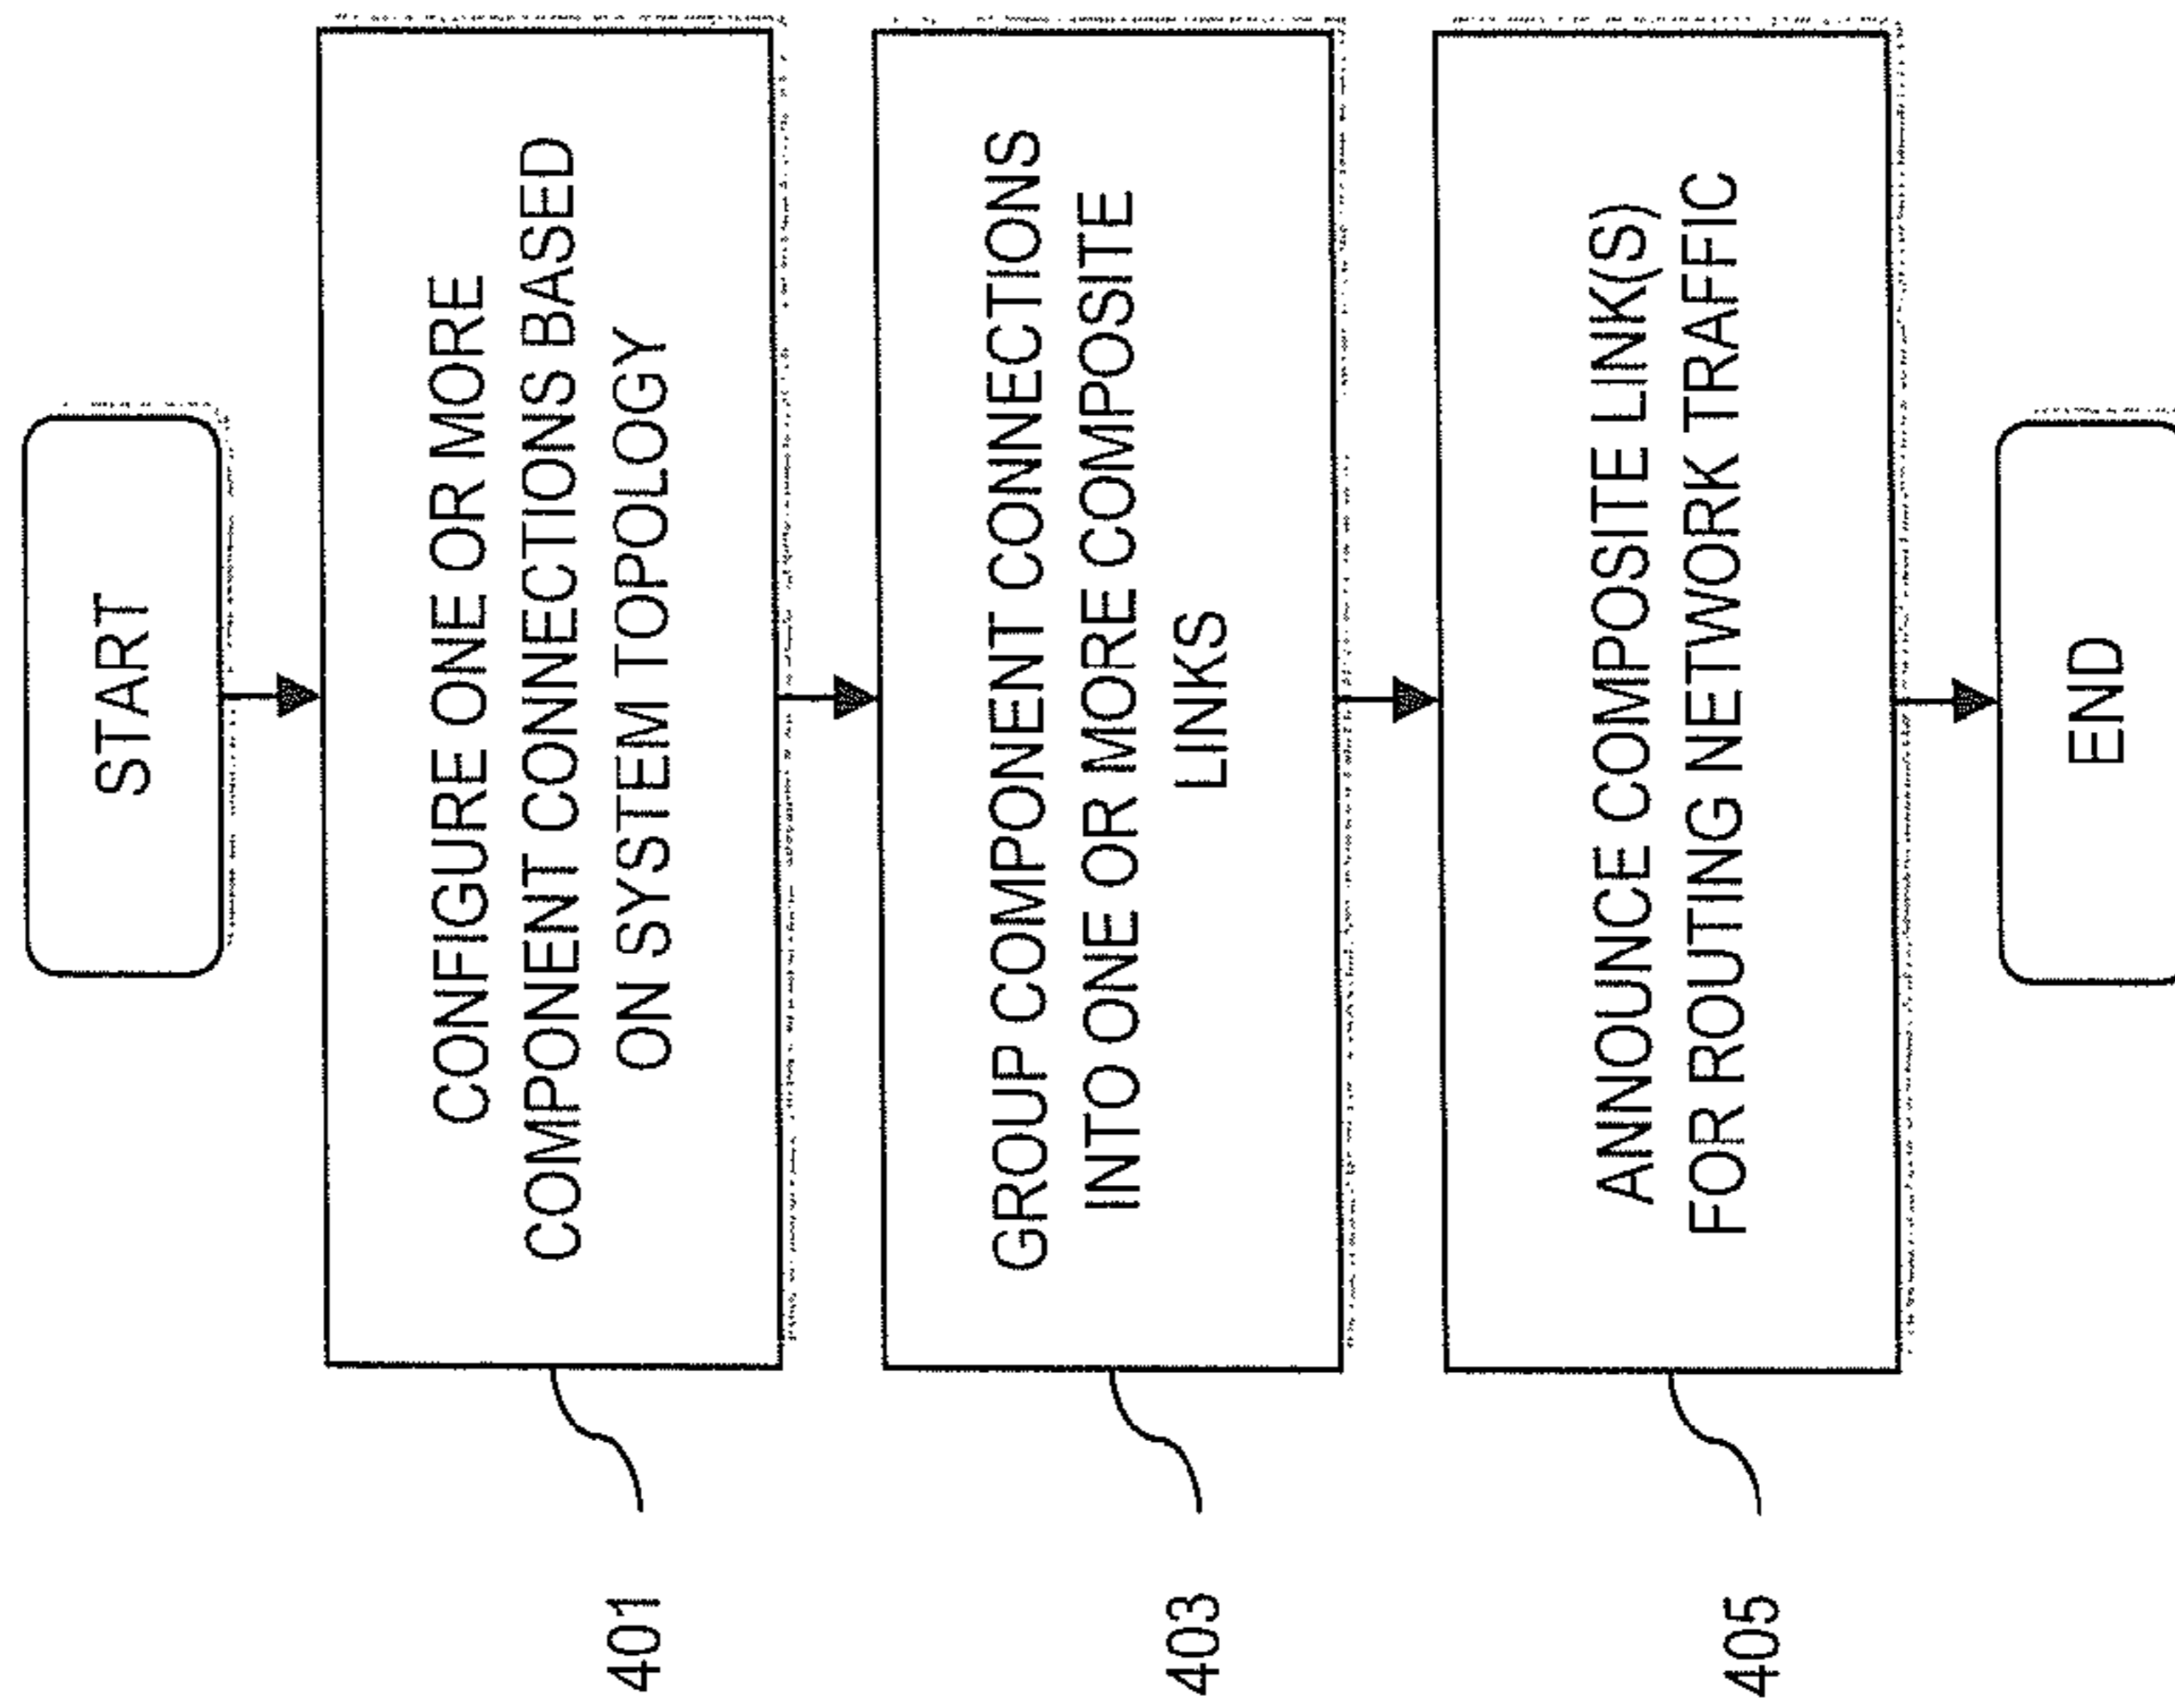 START
CONFIGURE ONE OR MORE
COMPONENT CONNECTIONS BASED
ON SYSTEM TOPOLOGY
401
GROUP COMPONENT CONNECTIONS
INTO ONE OR MORE COMPOSITE
LINKS
403
ANNOUNCE COMPOSITE LINK(S)
FOR ROUTING NETWORK TRAFFIC
405
END